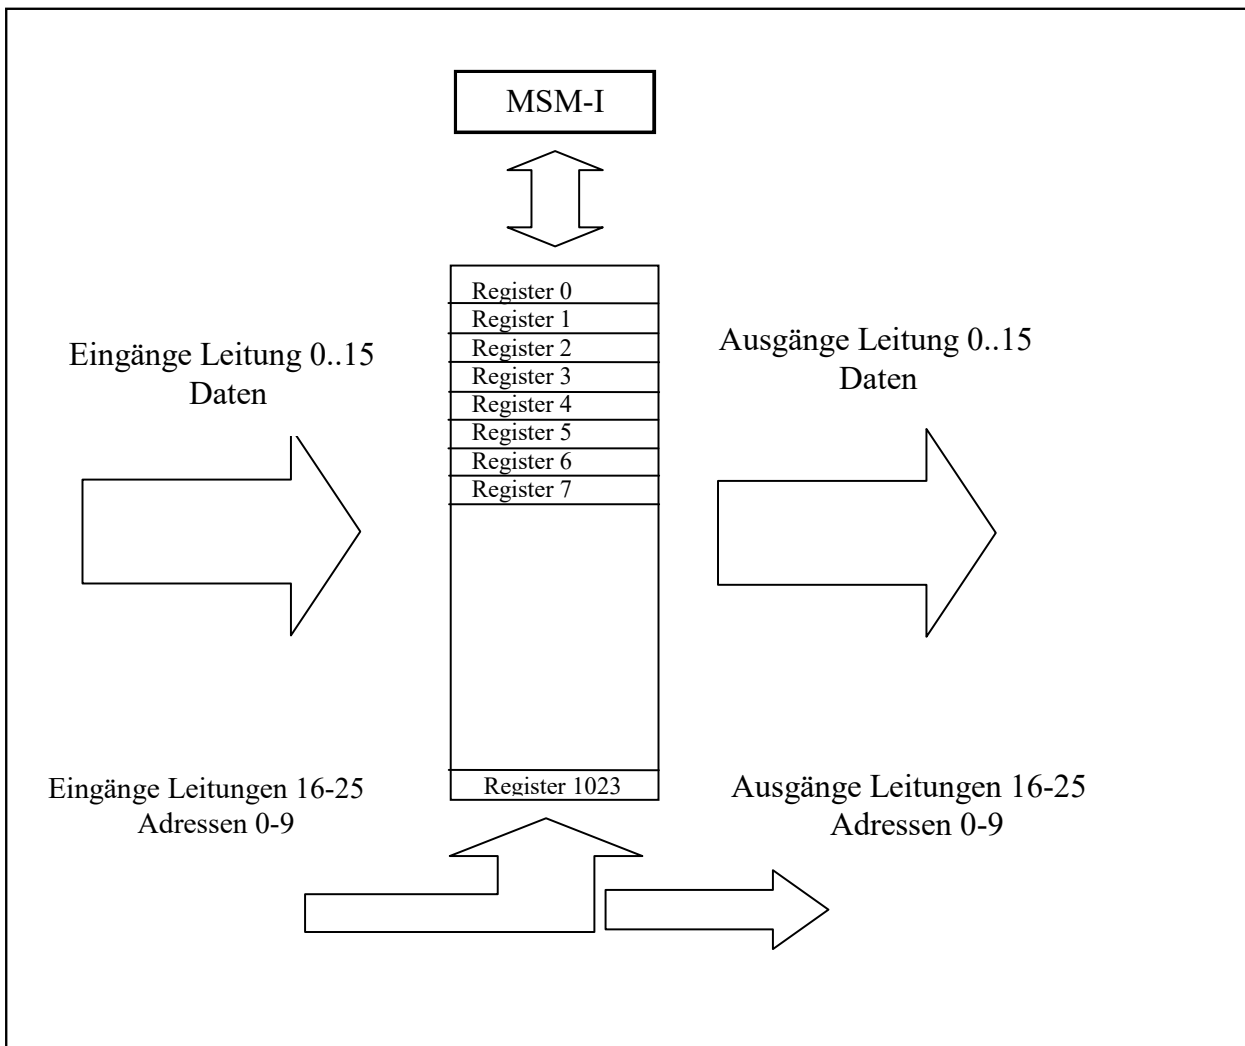 MSM-I
Register 0
Register 1
Register 2
Register 3
Register 4
Register 5
Register 6
Register 7
Register 1023
Eingänge Leitung 0..15
Daten
Ausgänge Leitung 0..15
Daten
Eingänge Leitungen 16-25
Adressen 0-9
Ausgänge Leitungen 16-25
Adressen 0-9